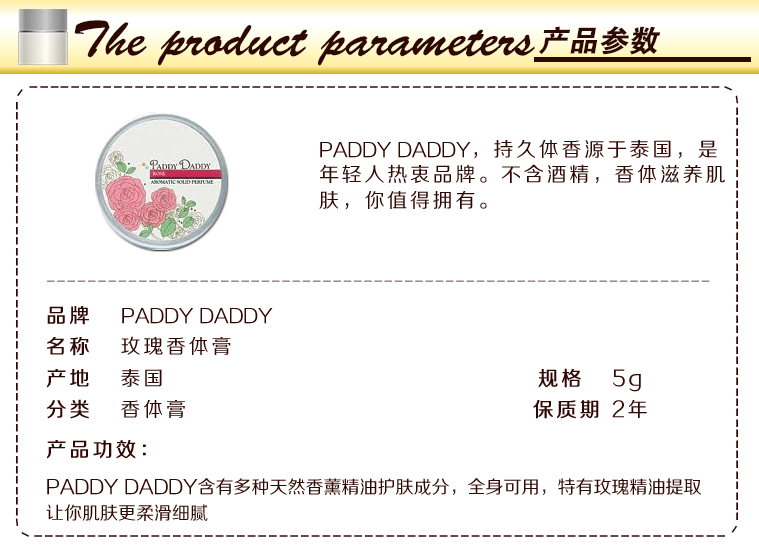 The product parameters 产品参数
PADDY DADDY
ROSE
AROMATIC SOLID PERFUME
PADDY DADDY，持久体香源于泰国，是
年轻人热衷品牌。不含酒精，香体滋养肌
肤，你值得拥有。
品牌 PADDY DADDY
名称 玫瑰香体膏
产地 泰国 规格 5g
分类 香体膏 保质期 2年
产品功效：
PADDY DADDY含有多种天然香薰精油护肤成分，全身可用，特有玫瑰精油提取
让你肌肤更柔滑细腻